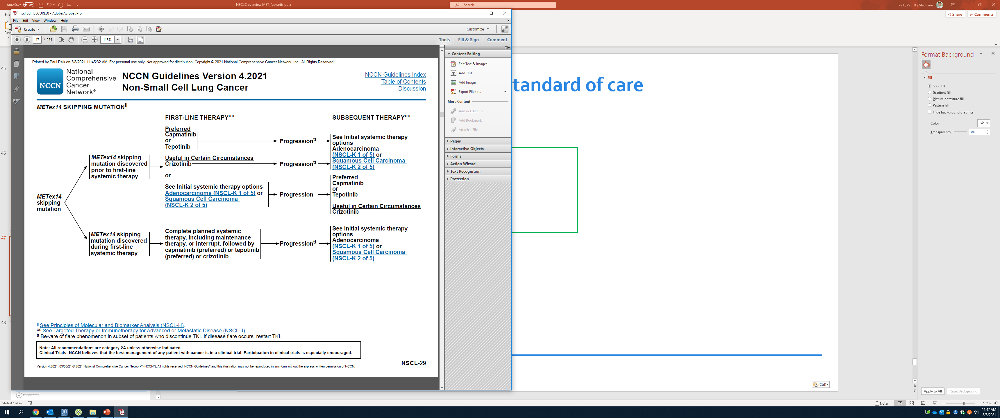 AutoSave Off
NSCLC overview MET_Novartis.pptx
Search
Paik, Paul K./Medicine
File
Share
Comments
Past
nscl.pdf (SECURED) - Adobe Acrobat Pro
File Edit View Window Help
Create
Customize
47 / 254
118%
Tools Fill & Sign Comment
Content Editing
Edit Text & Images
Add Text
Add Image
Export File to...
More Content
Add or Edit Link
Add Bookmark
Attach a File
Pages
Interactive Objects
Forms
Action Wizard
Text Recognition
Protection
Printed by Paul Paik on 3/8/2021 11:45:32 AM. For personal use only. Not approved for distribution. Copyright © 2021 National Comprehensive Cancer Network, Inc., All Rights Reserved.
NCCN
National
Comprehensive
Cancer
Network®
NCCN Guidelines Version 4.2021
Non-Small Cell Lung Cancer
NCCN Guidelines Index
Table of Contents
Discussion
METex14 SKIPPING MUTATIONll
FIRST-LINE THERAPYoo
SUBSEQUENT THERAPYoo
METex14
skipping
mutation
METex14 skipping
mutation discovered
prior to first-line
systemic therapy
Preferred
Capmatinib
or
Tepotinib
Progressiontt
Useful in Certain Circumstances
Crizotinib
Progressiontt
See Initial systemic therapy
options
Adenocarcinoma
(NSCL-K 1 of 5) or
Squamous Cell Carcinoma
(NSCL-K 2 of 5)
or
See Initial systemic therapy options
Adenocarcinoma (NSCL-K 1 of 5) or
Squamous Cell Carcinoma
(NSCL-K 2 of 5)
Progression
Preferred
Capmatinib
or
Tepotinib
Useful in Certain Circumstances
Crizotinib
METex14 skipping
mutation discovered
during first-line
systemic therapy
Complete planned systemic
therapy, including maintenance
therapy, or interrupt, followed by
capmatinib (preferred) or tepotinib
(preferred) or crizotinib
Progressiontt
See Initial systemic therapy
options
Adenocarcinoma
(NSCL-K 1 of 5) or
Squamous Cell Carcinoma
(NSCL-K 2 of 5)
ll See Principles of Molecular and Biomarker Analysis (NSCL-H).
oo See Targeted Therapy or Immunotherapy for Advanced or Metastatic Disease (NSCL-J).
tt Beware of flare phenomenon in subset of patients who discontinue TKI. If disease flare occurs, restart TKI.
Note: All recommendations are category 2A unless otherwise indicated.
Clinical Trials: NCCN believes that the best management of any patient with cancer is in a clinical trial. Participation in clinical trials is especially encouraged.
Version 4.2021, 03/03/21 © 2021 National Comprehensive Cancer Network® (NCCN®), All rights reserved. NCCN Guidelines® and this illustration may not be reproduced in any form without the express written permission of NCCN.
NSCL-29
45
46
47
48
tandard of care
(Ctrl)
Format Background
Fill
Solid fill
Gradient fill
Picture or texture fill
Pattern fill
Hide background graphics
Color
Transparency
0%
Apply to All
Reset Background
Slide 47 of 49
Notes
162%
11:47 AM
3/8/2021